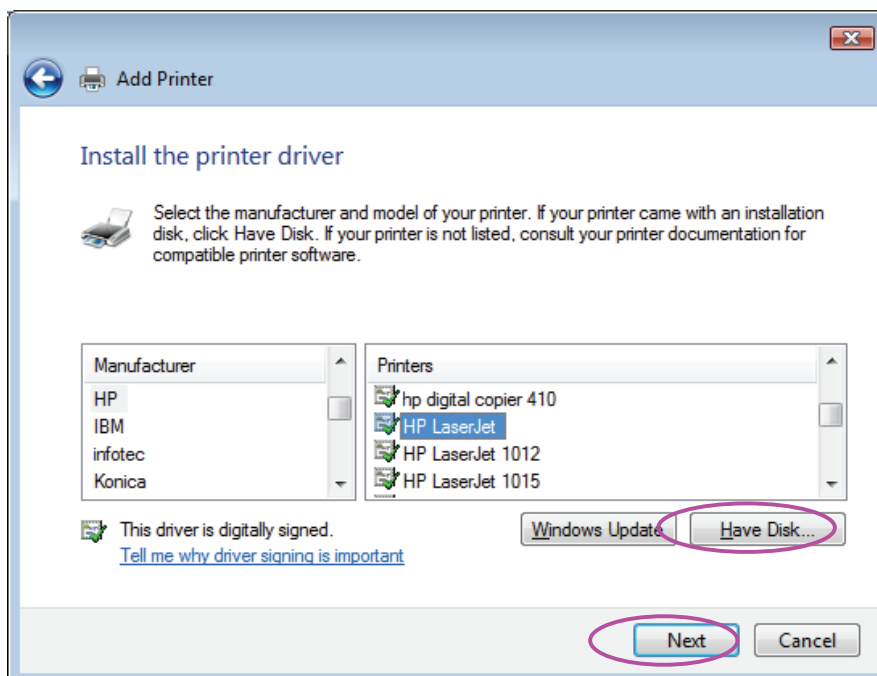 Add Printer
Install the printer driver
Select the manufacturer and model of your printer. If your printer came with an installation
disk, click Have Disk. If your printer is not listed, consult your printer documentation for
compatible printer software.
Manufacturer
HP
IBM
infotec
Konica
Printers
hp digital copier 410
HP LaserJet
HP LaserJet 1012
HP LaserJet 1015
This driver is digitally signed.
Tell me why driver signing is important
Windows Update
Have Disk...
Next
Cancel